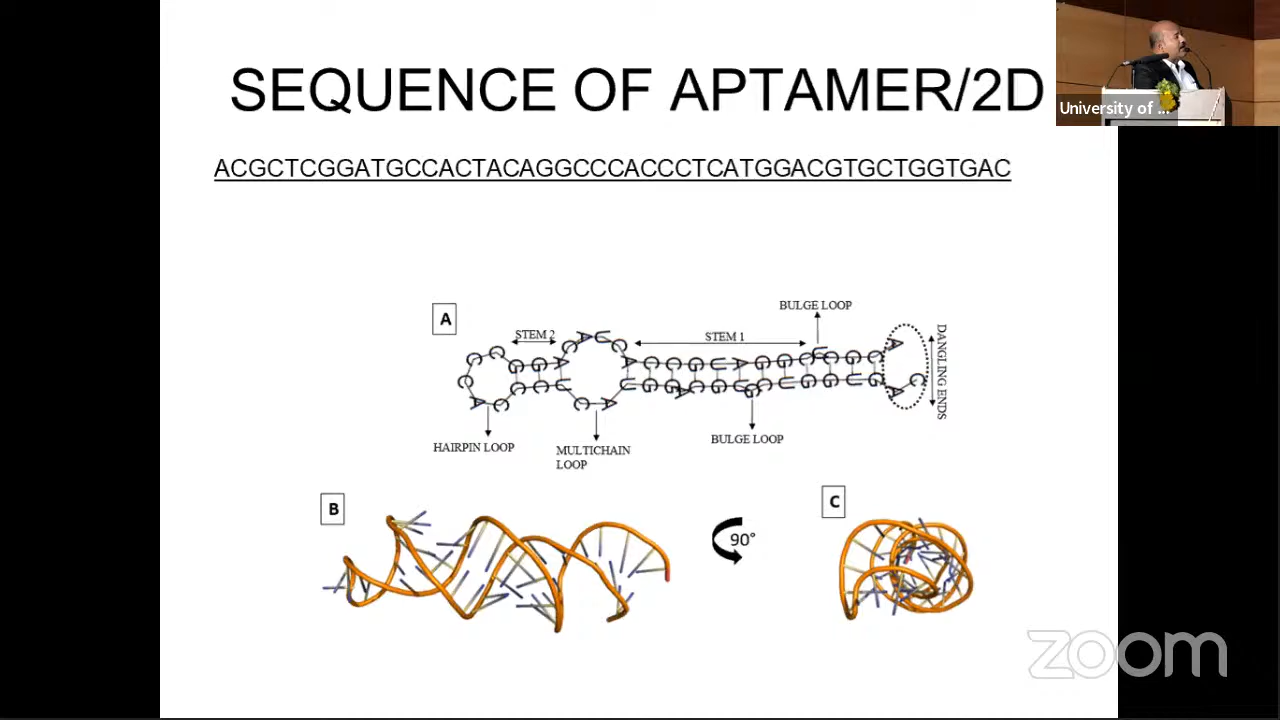 SEQUENCE OF APTAMER/2D
University of ...
ACGCTCGGATGCCACTACAGGCCCACCCTCATGGACGTGCTGGTGAC
A
BULGE LOOP
STEM 2
STEM 1
DANGLING ENDS
HAIRPIN LOOP
MULTICHAIN
LOOP
BULGE LOOP
B
90°
C
zoom